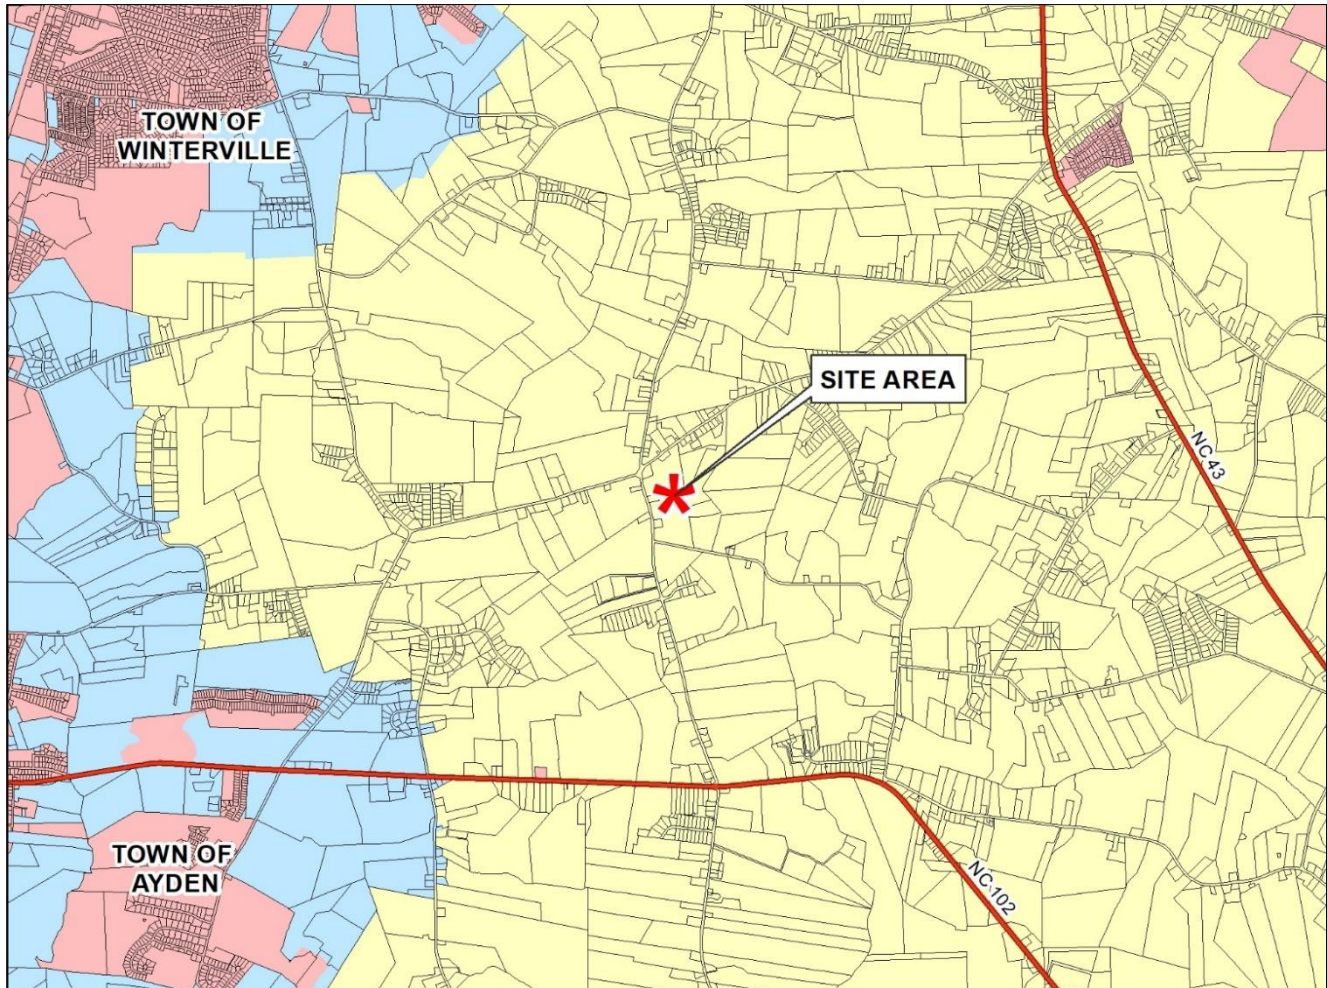 TOWN OF
WINTERVILLE
SITE AREA
NC 43
TOWN OF
AYDEN
NC 102